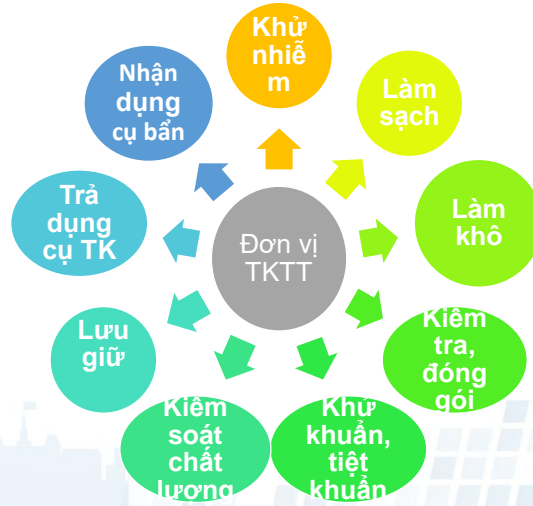 Khử
nhiễ
m
Làm
sạch
Làm
khô
Kiểm
tra,
đóng
gói
Khử
khuẩn,
tiệt
khuẩn
Kiểm
soát
chất
lượng
Lưu
giữ
Trả
dụng
cụ TK
Nhận
dụng
cụ bẩn
Đơn vị
TKTT